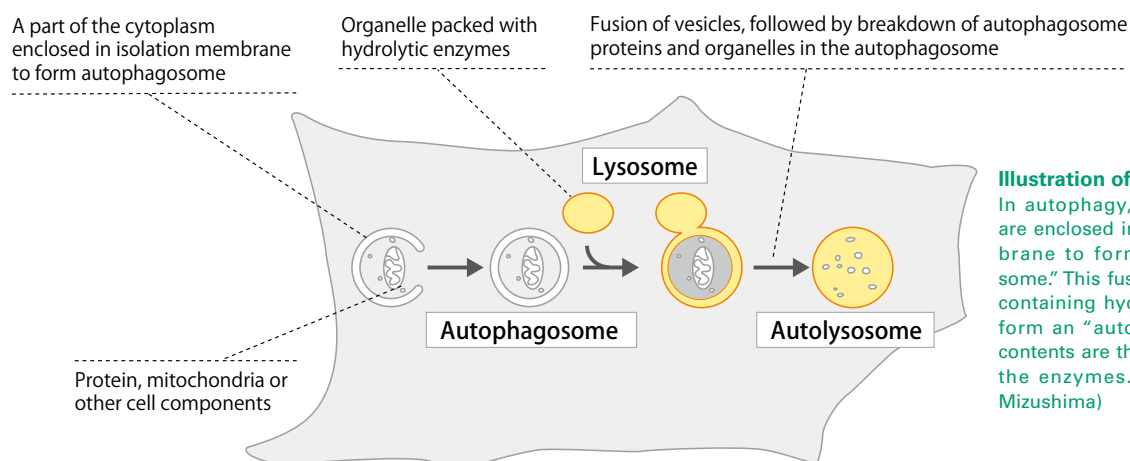 A part of the cytoplasm
enclosed in isolation membrane
to form autophagosome
Organelle packed with
hydrolytic enzymes
Fusion of vesicles, followed by breakdown of autophagosome
proteins and organelles in the autophagosome
Lysosome
Autophagosome
Autolysosome
Protein, mitochondria or
other cell components
Illustration of
In autophagy,
are enclosed in
brane to form
some.” This fus
containing hyd
form an “auto
contents are th
the enzymes.
Mizushima)